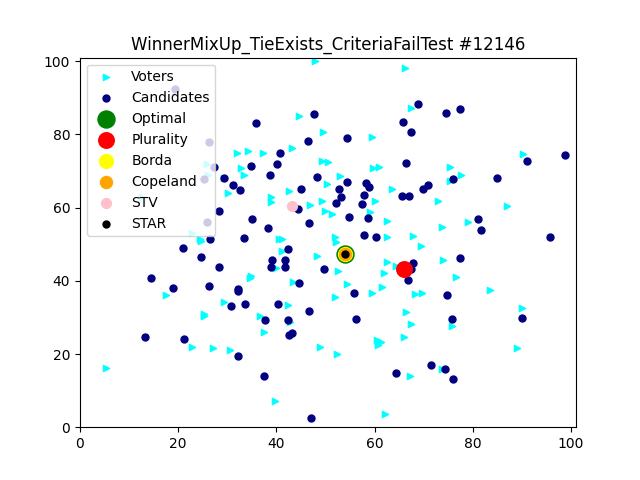 WinnerMixUp_TieExists_CriteriaFailTest #12146
100
80
60
40
20
0
Voters
Candidates
Optimal
Plurality
Borda
Copeland
STV
STAR
0 20 40 60 80 100